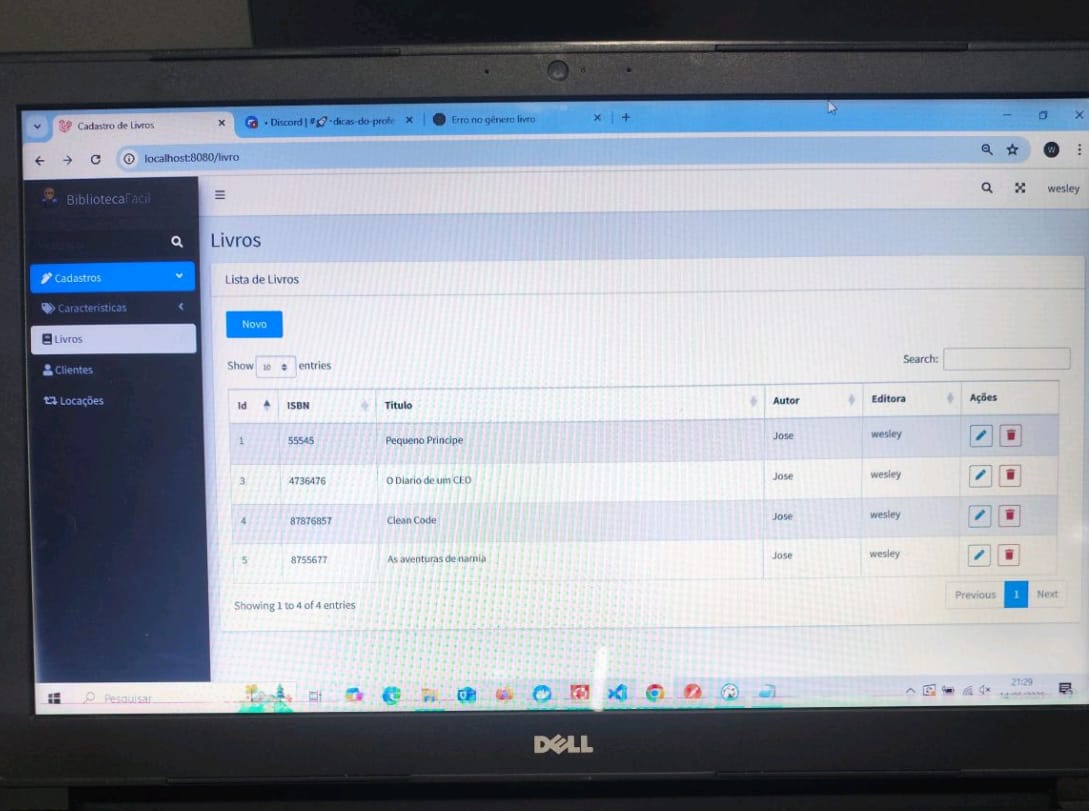 Cadastro de Livros
• Discord | #🚀-dicas-do-profe
Erro no gênero livro
localhost:8080/livro
W
BibliotecaFacil
wesley
Livros
Cadastros
Lista de Livros
Características
Novo
Livros
Show 10 entries
Search:
Clientes
Locações
Id
ISBN
Titulo
Autor
Editora
Ações
1 55545 Pequeno Principe Jose wesley
3 4736476 O Diario de um CEO Jose wesley
4 87876857 Clean Code Jose wesley
5 8755677 As aventuras de narnia Jose wesley
Showing 1 to 4 of 4 entries
Previous 1 Next
Pesquisar
21:29
DELL